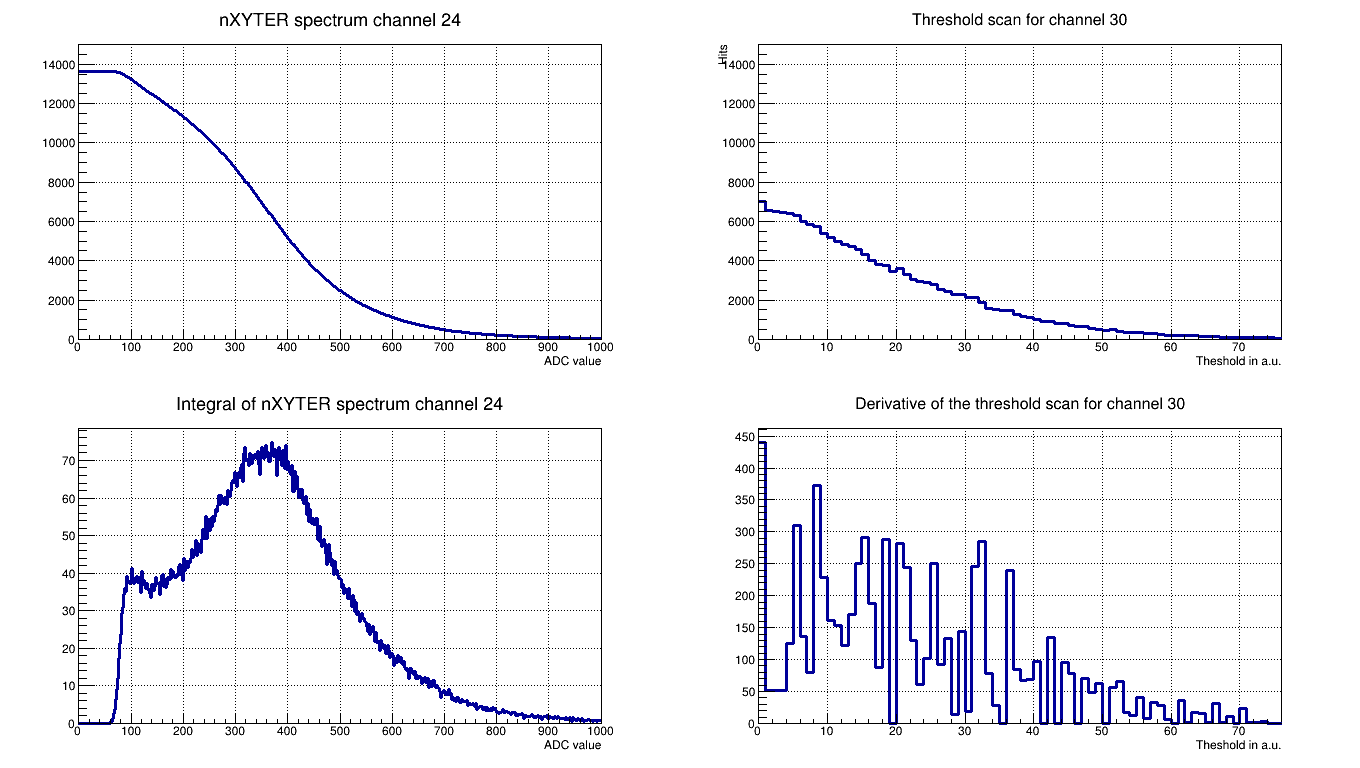 nXYTER spectrum channel 24
14000
12000
10000
8000
6000
4000
2000
0
0 100 200 300 400 500 600 700 800 900 1000
ADC value
Threshold scan for channel 30
Hits
14000
12000
10000
8000
6000
4000
2000
0
0 10 20 30 40 50 60 70
Theshold in a.u.
Integral of nXYTER spectrum channel 24
70
60
50
40
30
20
10
0
0 100 200 300 400 500 600 700 800 900 1000
ADC value
Derivative of the threshold scan for channel 30
450
400
350
300
250
200
150
100
50
0
0 10 20 30 40 50 60 70
Theshold in a.u.